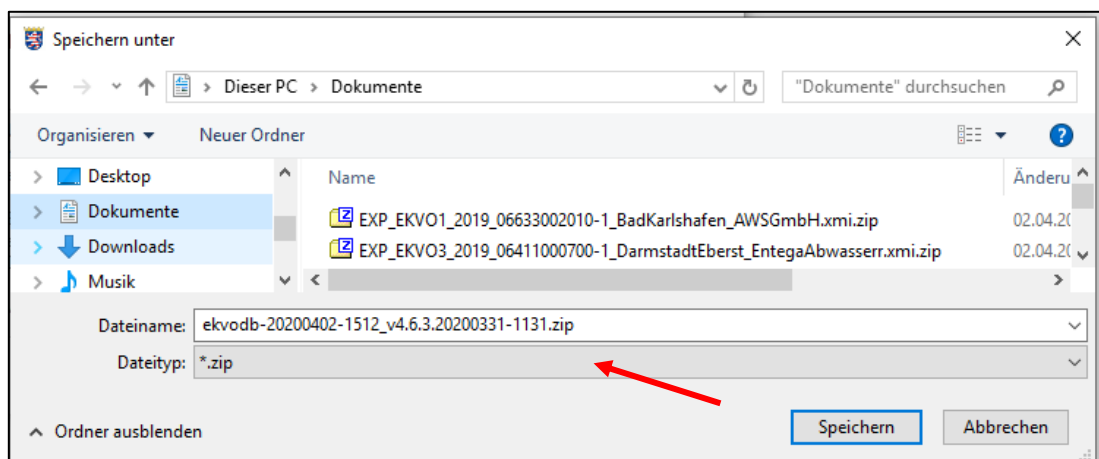 Speichern unter
Dieser PC > Dokumente "Dokumente" durchsuchen
Organisieren Neuer Ordner
Desktop
Dokumente
Downloads
Musik
Name Änderu
EXP_EKVO1_2019_06633002010-1_BadKarlshafen_AWSGmbH.xmi.zip 02.04.20
EXP_EKVO3_2019_06411000700-1_DarmstadtEberst_EntegaAbwasserr.xmi.zip 02.04.20
Dateiname: ekvodb-20200402-1512_v4.6.3.20200331-1131.zip
Dateityp: *.zip
Ordner ausblenden Speichern Abbrechen